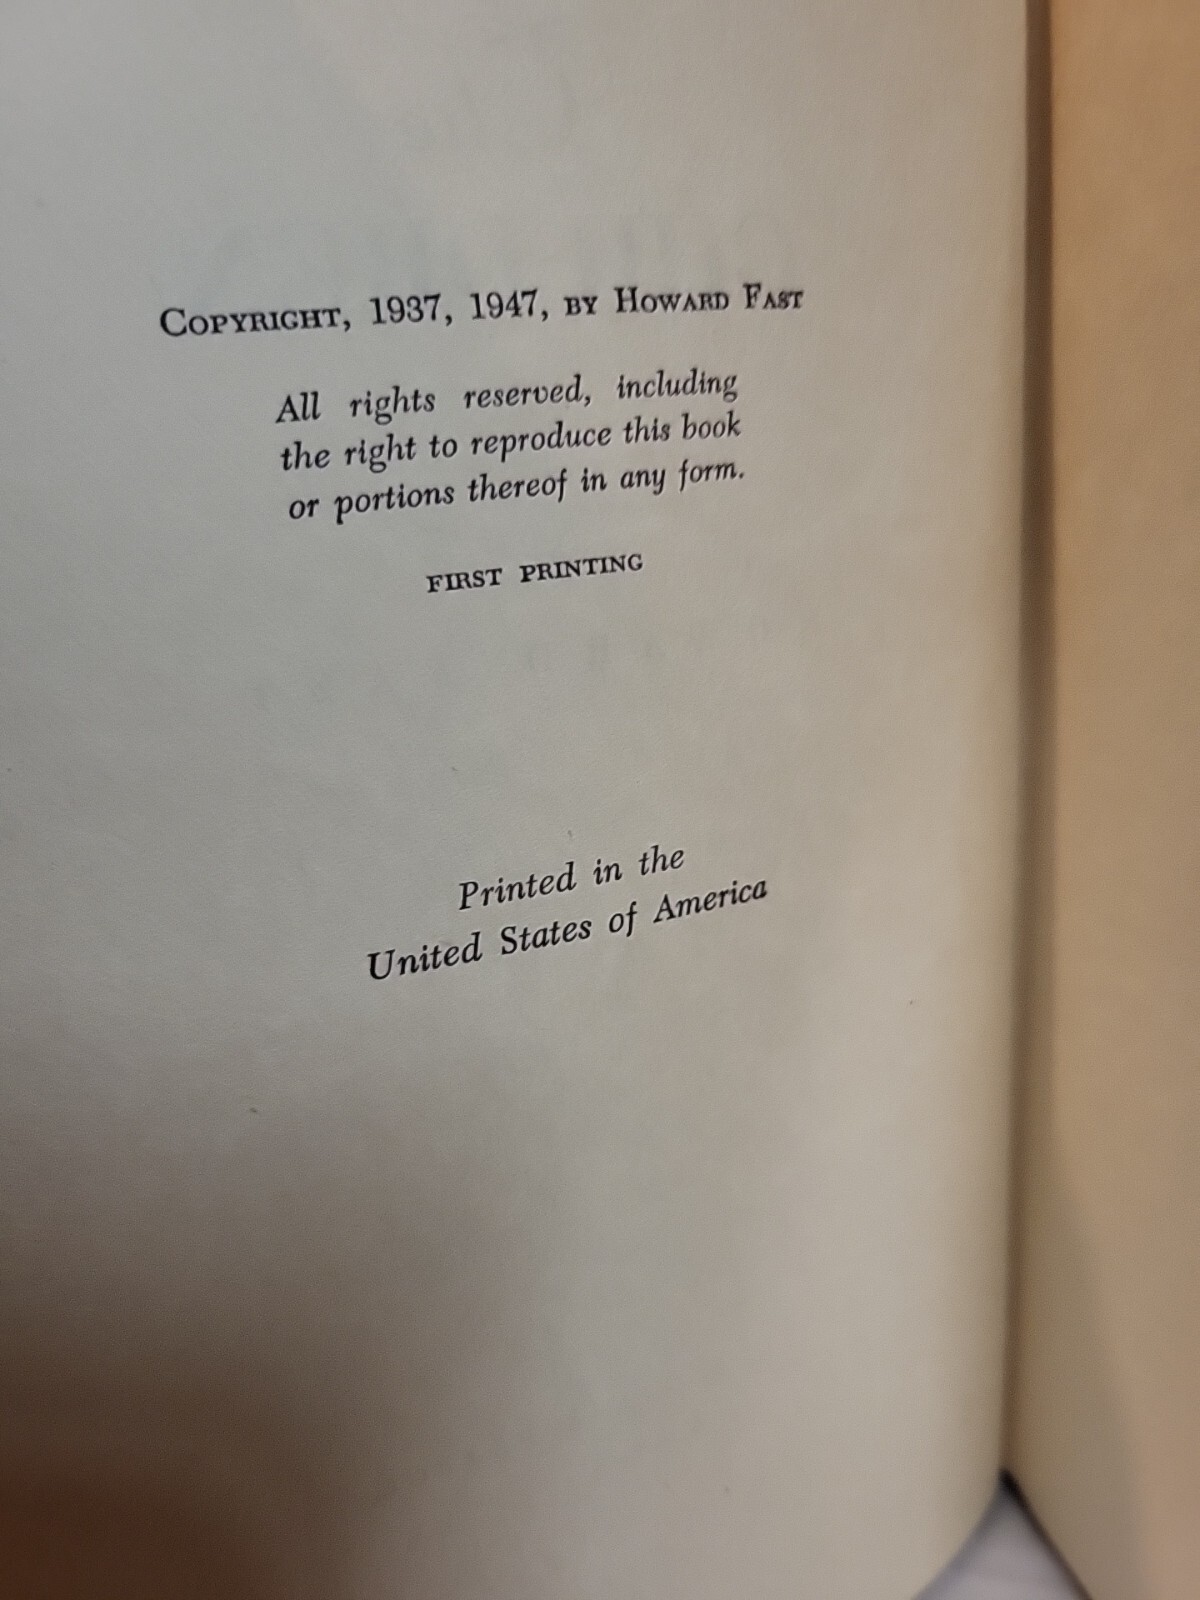 COPYRIGHT, 1937, 1947, BY HOWARD FAST
All rights reserved, including
the right to reproduce this book
or portions thereof in any form.
FIRST PRINTING
Printed in the
United States of America